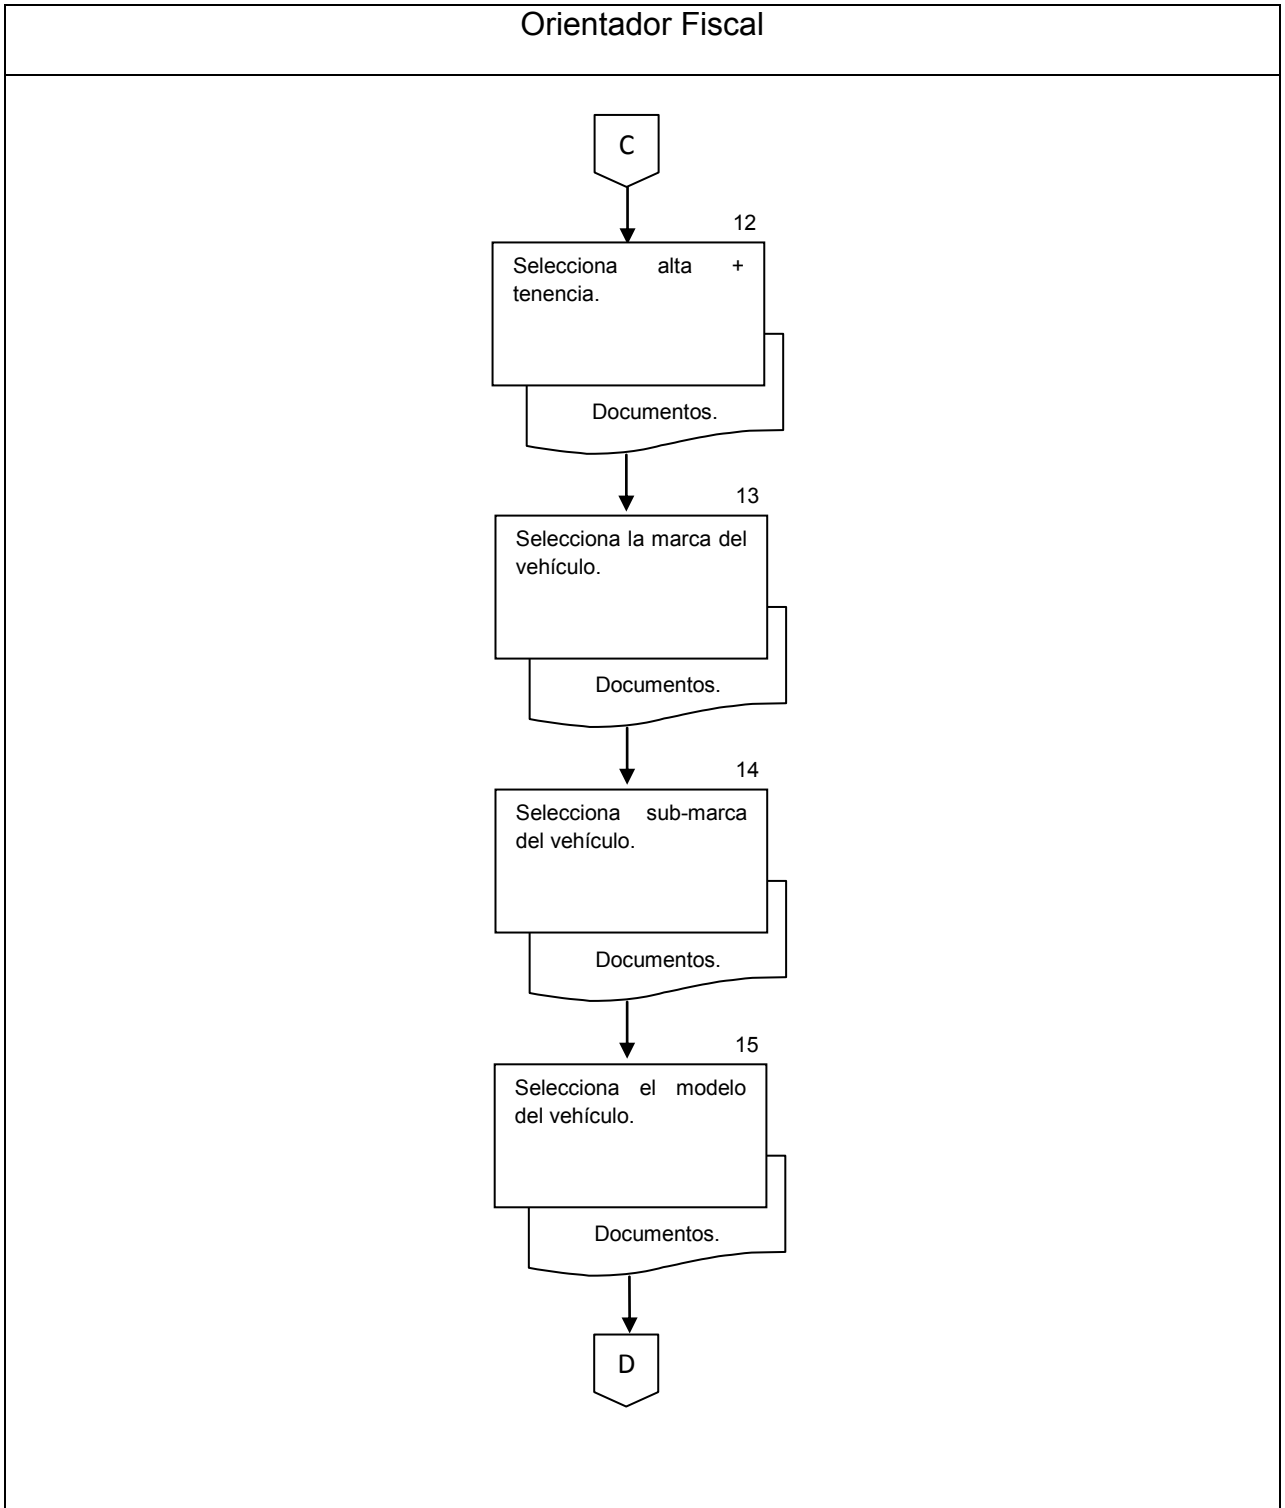 Orientador Fiscal
C
12
Selecciona alta +
tenencia.
Documentos.
13
Selecciona la marca del
vehículo.
Documentos.
14
Selecciona sub-marca
del vehículo.
Documentos.
15
Selecciona el modelo
del vehículo.
Documentos.
D